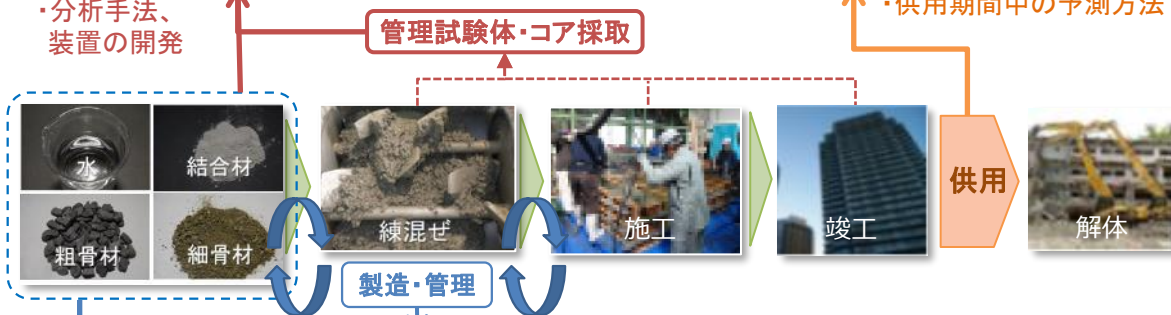 ・分析手法、
装置の開発
・供用期間中の予測方法
管理試験体・コア採取
水
結合材
粗骨材
細骨材
練混ぜ
施工
竣工
供用
解体
製造・管理